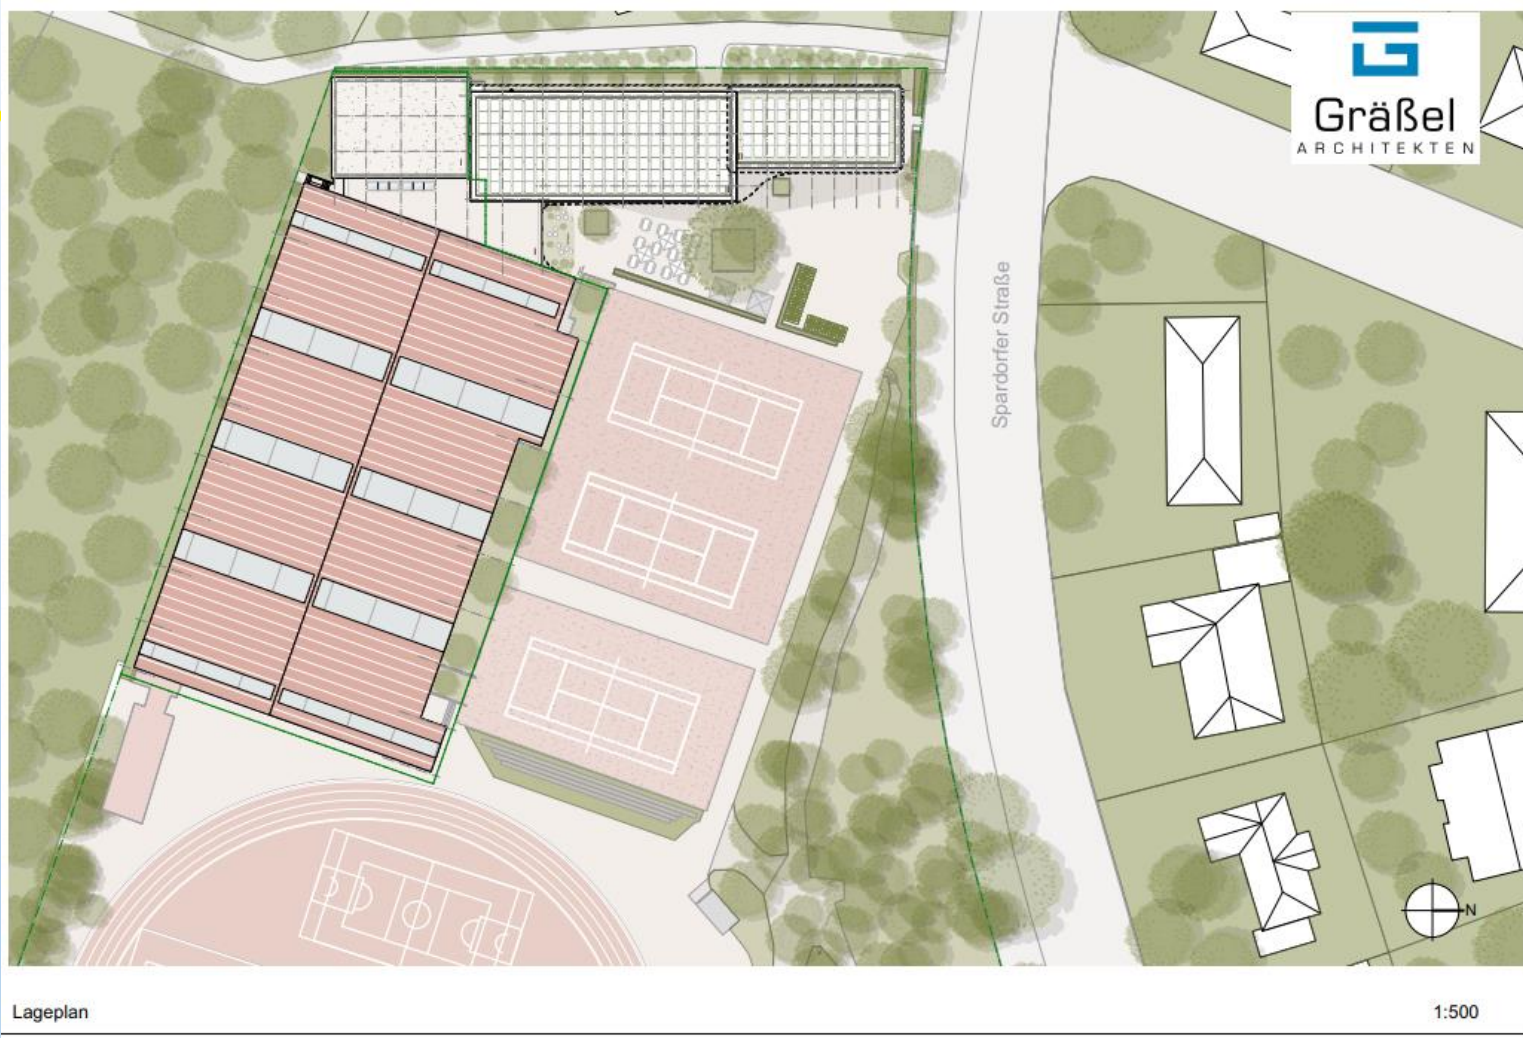 Gräßel
ARCHITEKTEN
Spardorfer Straße
N
Lageplan
1:500